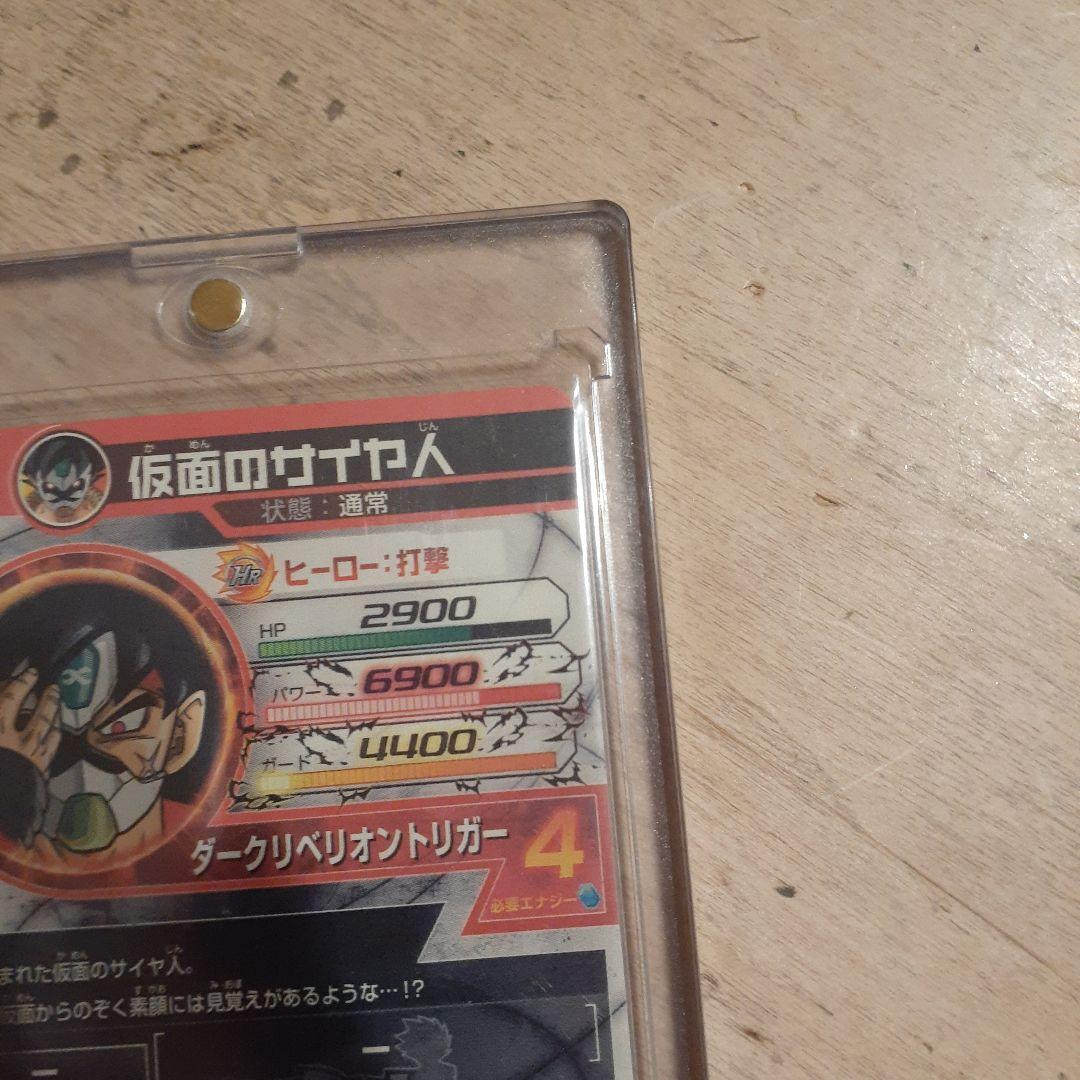 仮面のサイヤ人
状態：通常
HR ヒーロー：打撃
HP 2900
パワー 6900
ガード 4400
ダークリベリオントリガー
4
必要エナジー
まれた仮面のサイヤ人。
面からのぞく素顔には見覚えがあるような…!?